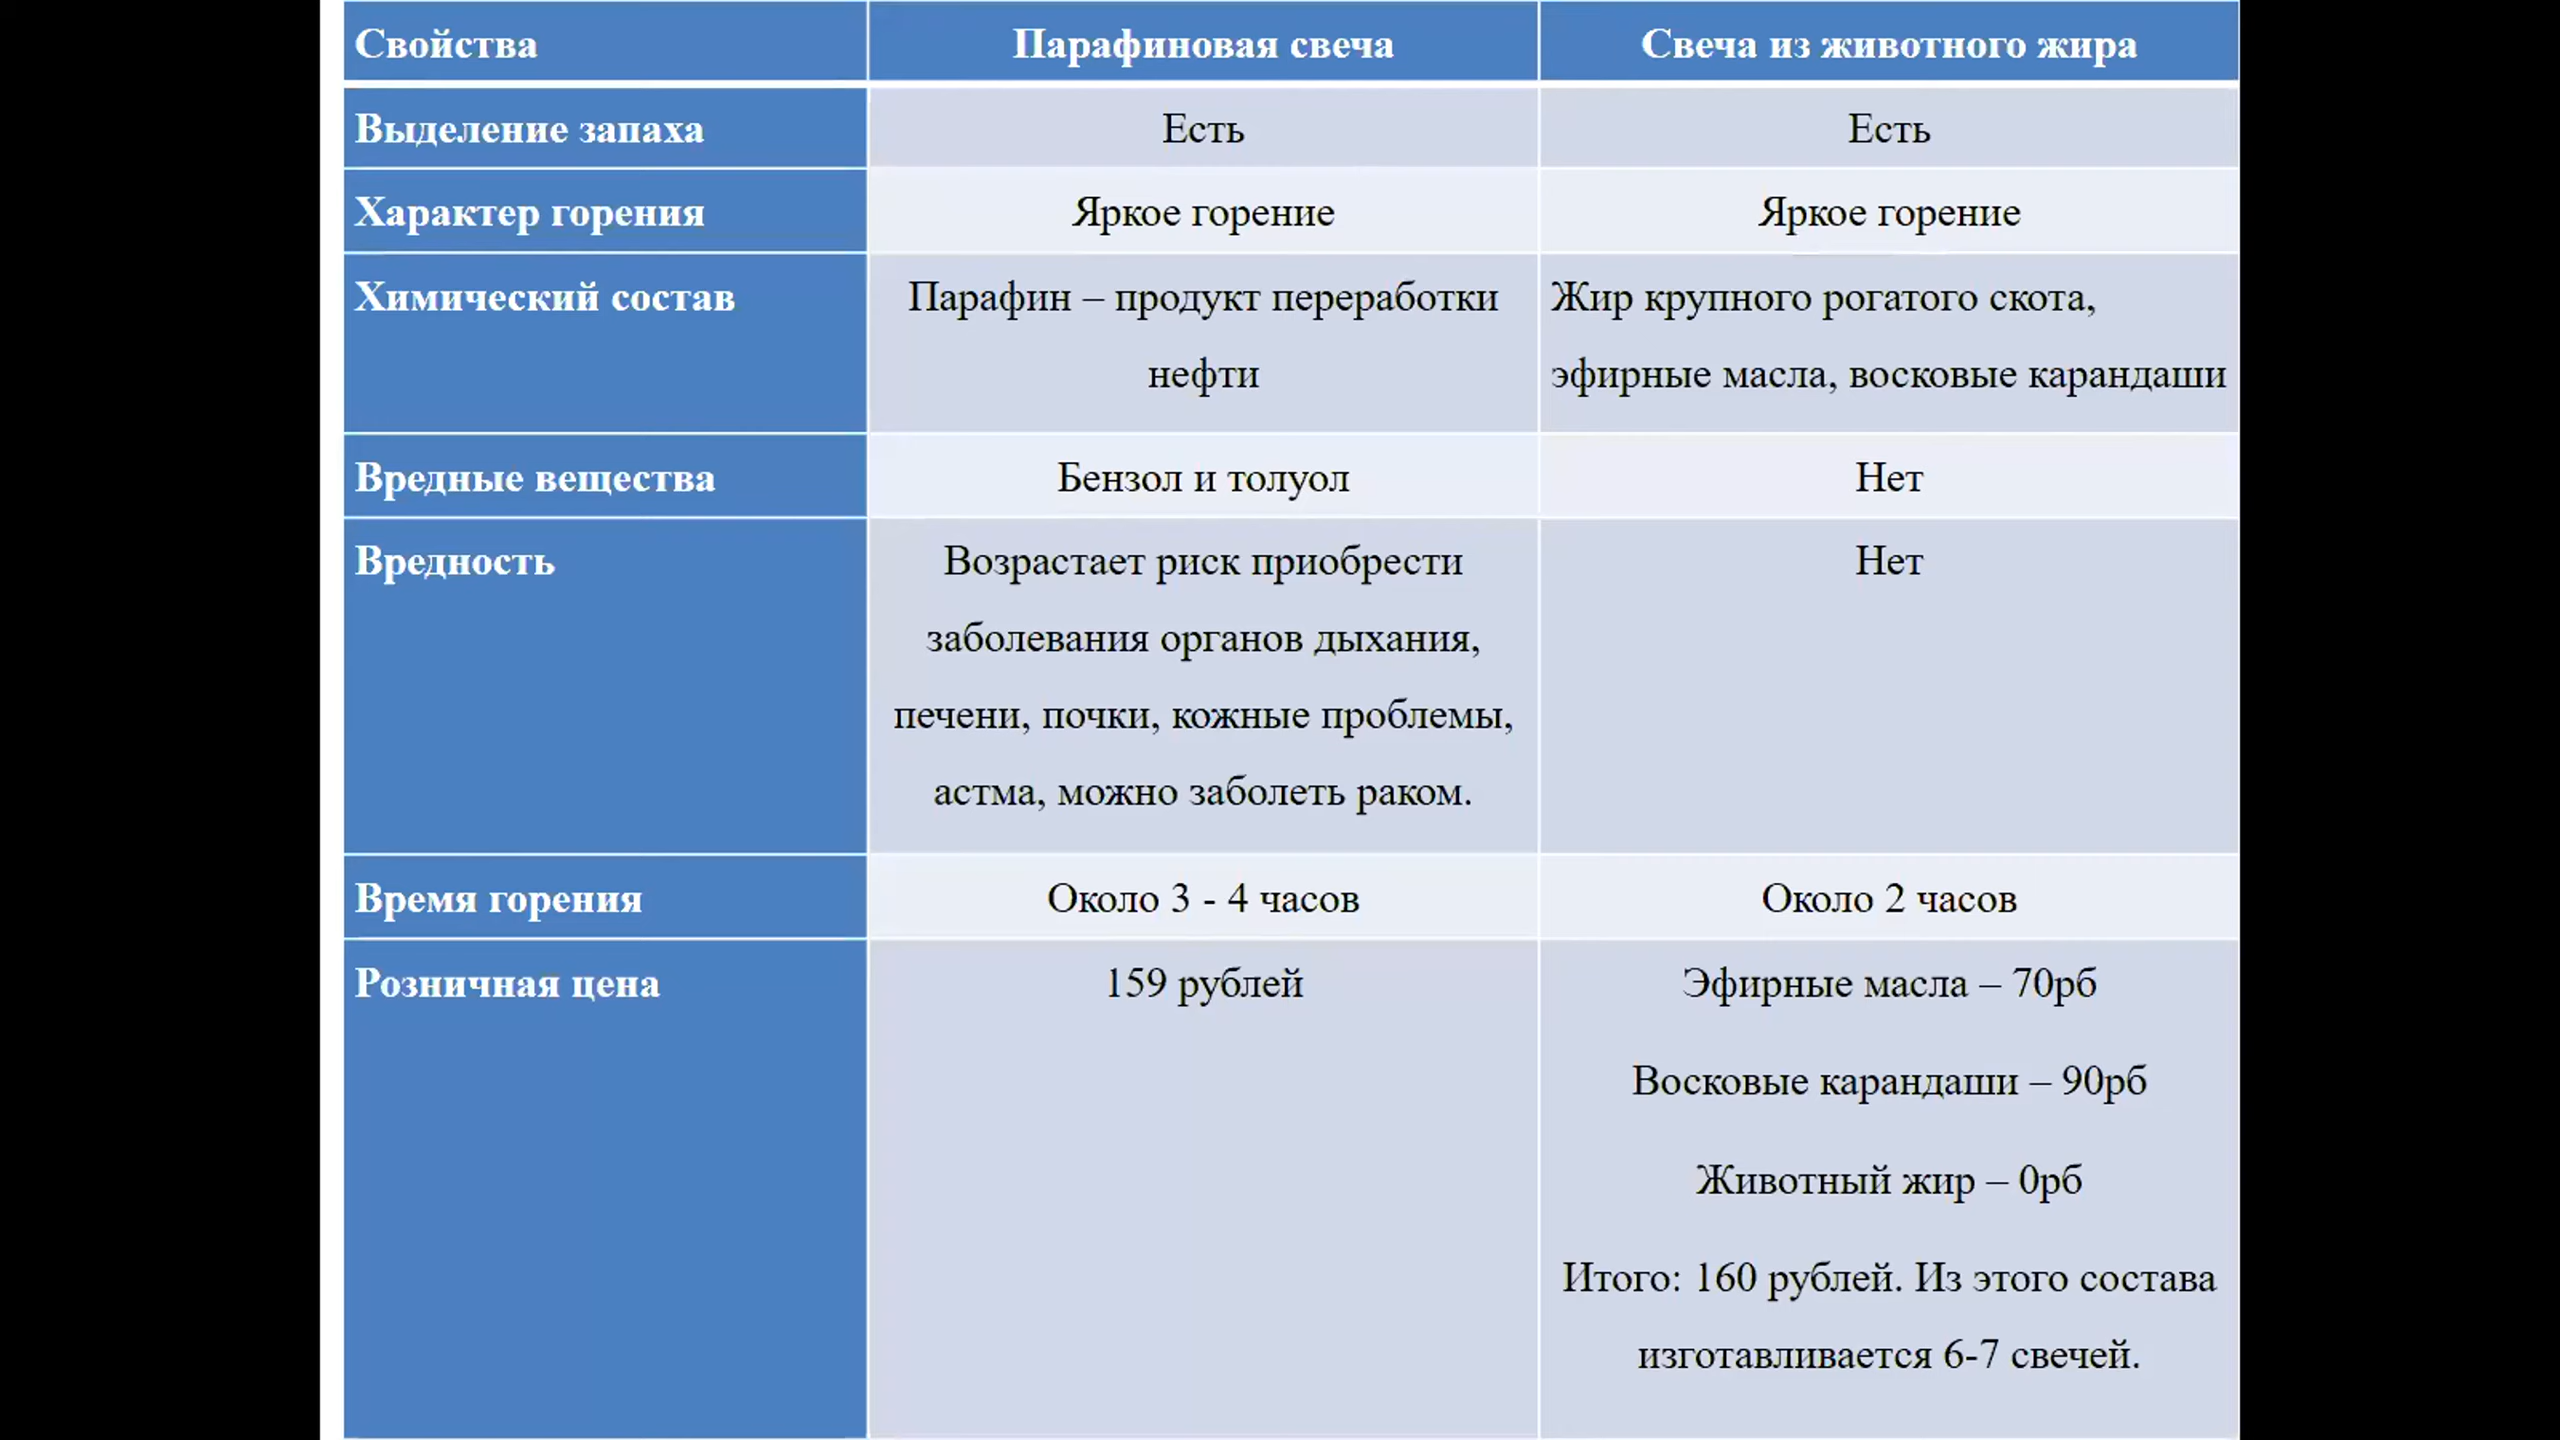 Свойства
Парафиновая свеча
Свеча из животного жира
Выделение запаха
Есть
Есть
Характер горения
Яркое горение
Яркое горение
Химический состав
Парафин – продукт переработки
нефти
Жир крупного рогатого скота,
эфирные масла, восковые карандаши
Вредные вещества
Бензол и толуол
Нет
Вредность
Возрастает риск приобрести
заболевания органов дыхания,
печени, почки, кожные проблемы,
астма, можно заболеть раком.
Нет
Время горения
Около 3 - 4 часов
Около 2 часов
Розничная цена
159 рублей
Эфирные масла – 70рб
Восковые карандаши – 90рб
Животный жир – 0рб
Итого: 160 рублей. Из этого состава
изготавливается 6-7 свечей.